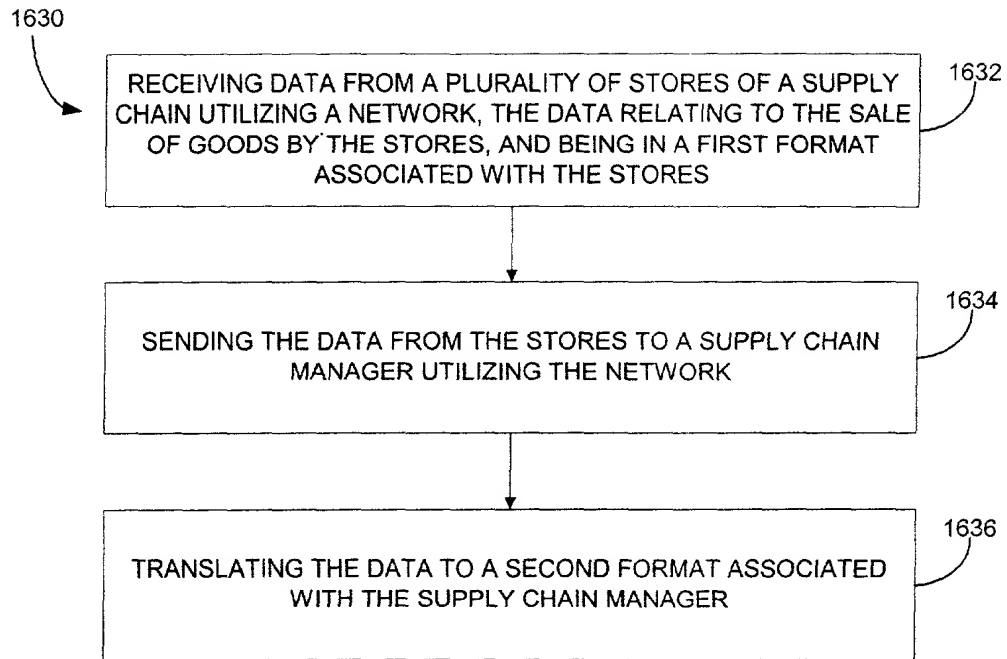 1630
RECEIVING DATA FROM A PLURALITY OF STORES OF A SUPPLY
CHAIN UTILIZING A NETWORK, THE DATA RELATING TO THE SALE
OF GOODS BY THE STORES, AND BEING IN A FIRST FORMAT
ASSOCIATED WITH THE STORES
1632
SENDING THE DATA FROM THE STORES TO A SUPPLY CHAIN
MANAGER UTILIZING THE NETWORK
1634
TRANSLATING THE DATA TO A SECOND FORMAT ASSOCIATED
WITH THE SUPPLY CHAIN MANAGER
1636